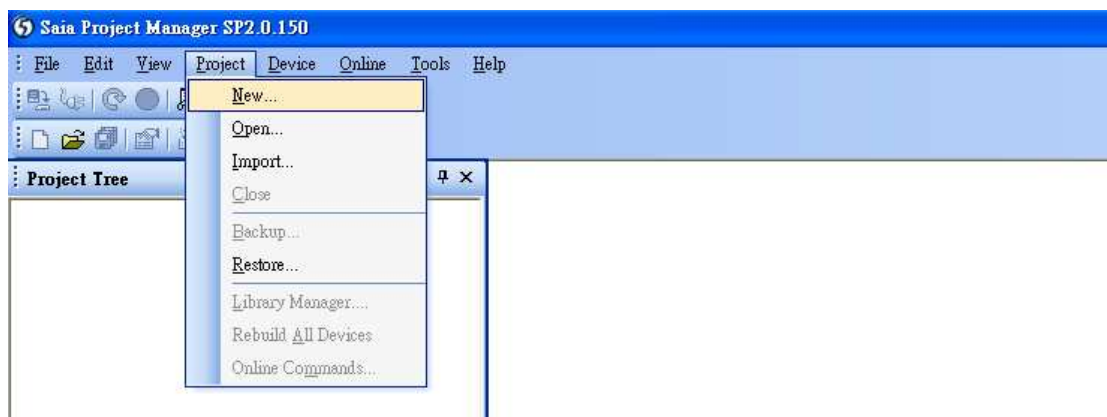 Saia Project Manager SP2.0.150
File Edit View Project Device Online Tools Help
New...
Open...
Import...
Project Tree
Close
Backup...
Restore...
Library Manager....
Rebuild All Devices
Online Commands...